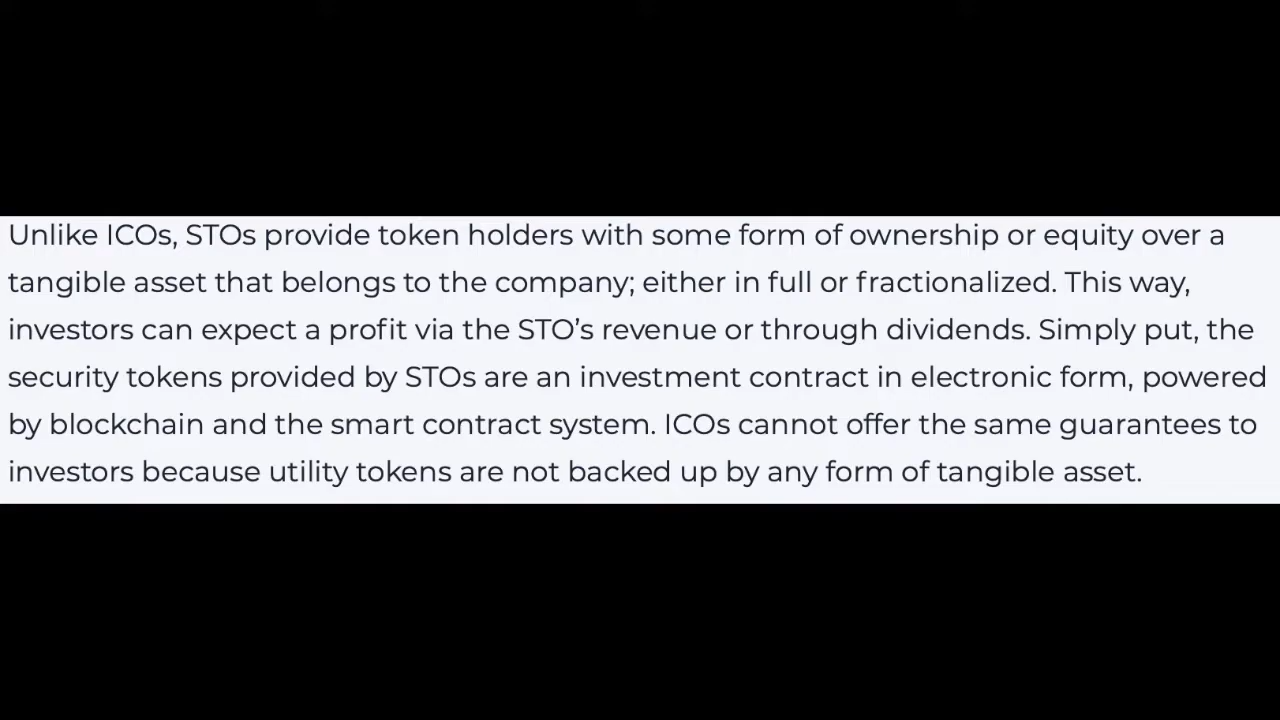 Unlike ICOs, STOs provide token holders with some form of ownership or equity over a
tangible asset that belongs to the company; either in full or fractionalized. This way,
investors can expect a profit via the STO’s revenue or through dividends. Simply put, the
security tokens provided by STOs are an investment contract in electronic form, powered
by blockchain and the smart contract system. ICOs cannot offer the same guarantees to
investors because utility tokens are not backed up by any form of tangible asset.